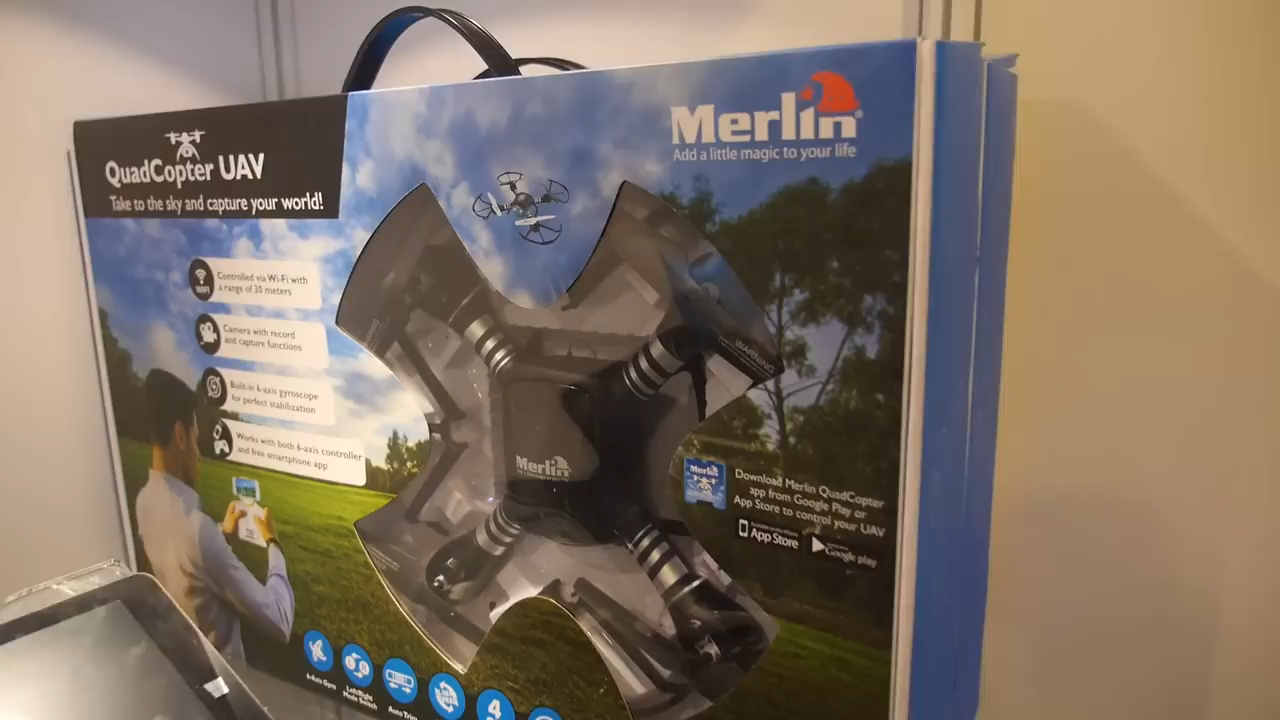 QuadCopter UAV
Take to the sky and capture your world!
Merlin
Add a little magic to your life
WiFi
Controlled via Wi-Fi with
a range of 30 meters
Camera with record
and capture functions
Built-in 6-axis gyroscope
for perfect stabilization
Works with both 6-axis controller
and free smartphone app
WARNING
Merlin
Merlin
Download Merlin QuadCopter
app from Google Play or
App Store to control your UAV
App Store
Google play
6-Axis Gyro
Left/Right
Mode Switch
Auto Trim
4